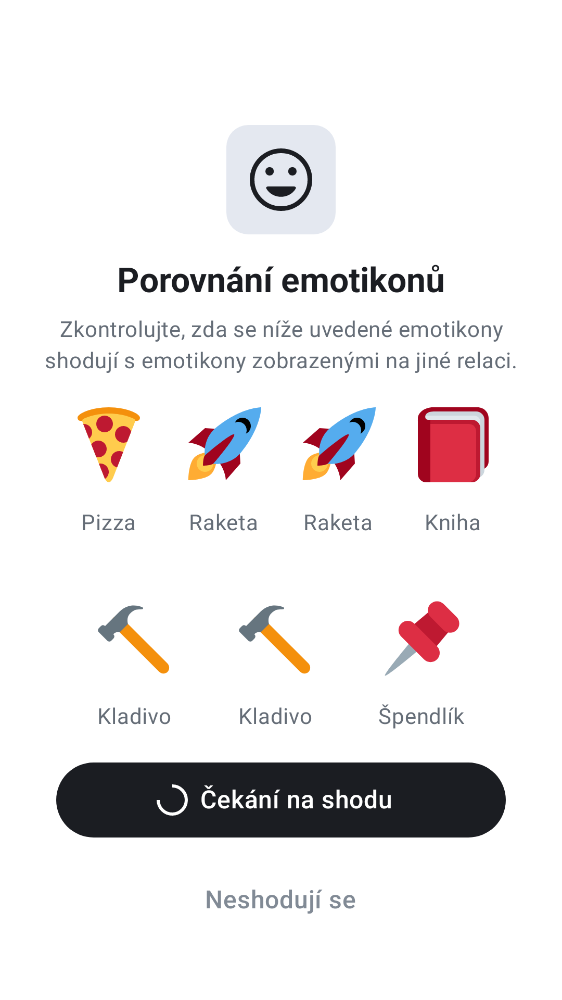 Porovnání emotikonů
Zkontrolujte, zda se níže uvedené emotikony
shodují s emotikony zobrazenými na jiné relaci.
Pizza
Raketa
Raketa
Kniha
Kladivo
Kladivo
Špendlík
Čekání na shodu
Neshodují se